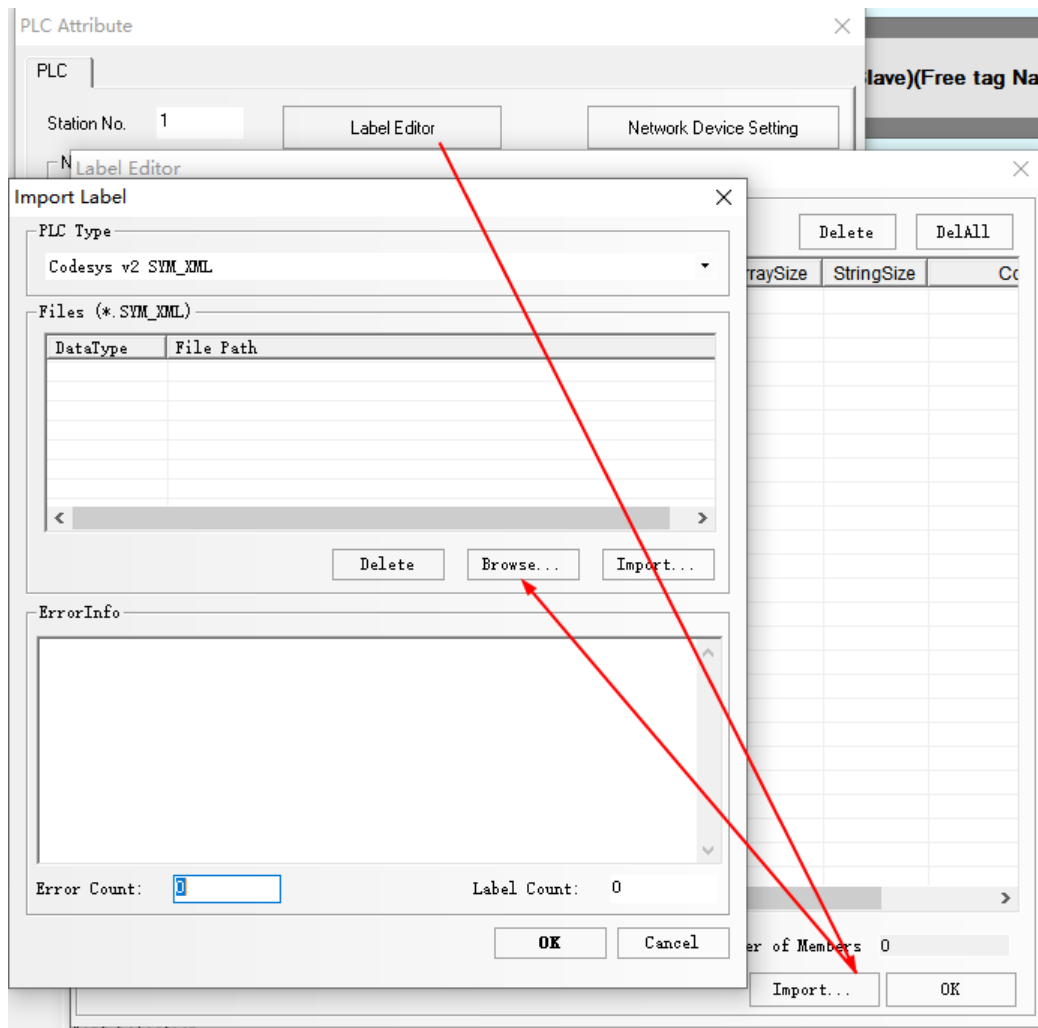 PLC Attribute
PLC
lave)(Free tag Na
Station No. 1 Label Editor Network Device Setting
N
Label Editor
Import Label
PLC Type
Delete DelAll
Codesys v2 SYM_XML
rraySize StringSize Co
Files (*.SYM_XML)
DataType File Path
Delete Browse... Import...
ErrorInfo
Error Count: 0 Label Count: 0
OK Cancel
er of Members 0
Import... OK